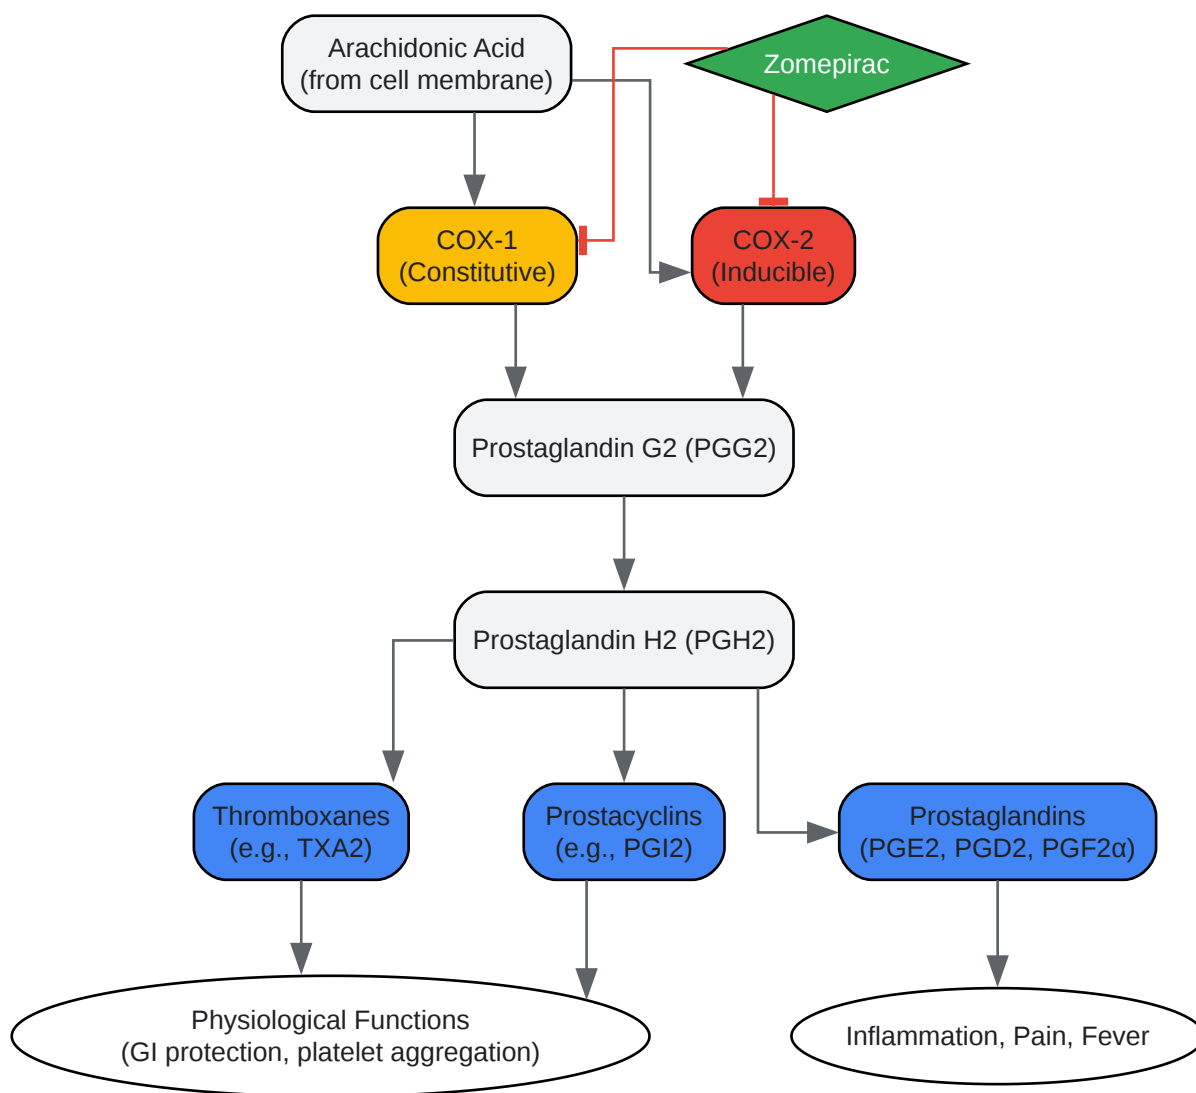 Arachidonic Acid
(from cell membrane)
Zomepirac
COX-1
(Constitutive)
COX-2
(Inducible)
Prostaglandin G2 (PGG2)
Prostaglandin H2 (PGH2)
Thromboxanes
(e.g., TXA2)
Prostacyclins
(e.g., PGI2)
Prostaglandins
(PGE2, PGD2, PGF2α)
Physiological Functions
(GI protection, platelet aggregation)
Inflammation, Pain, Fever